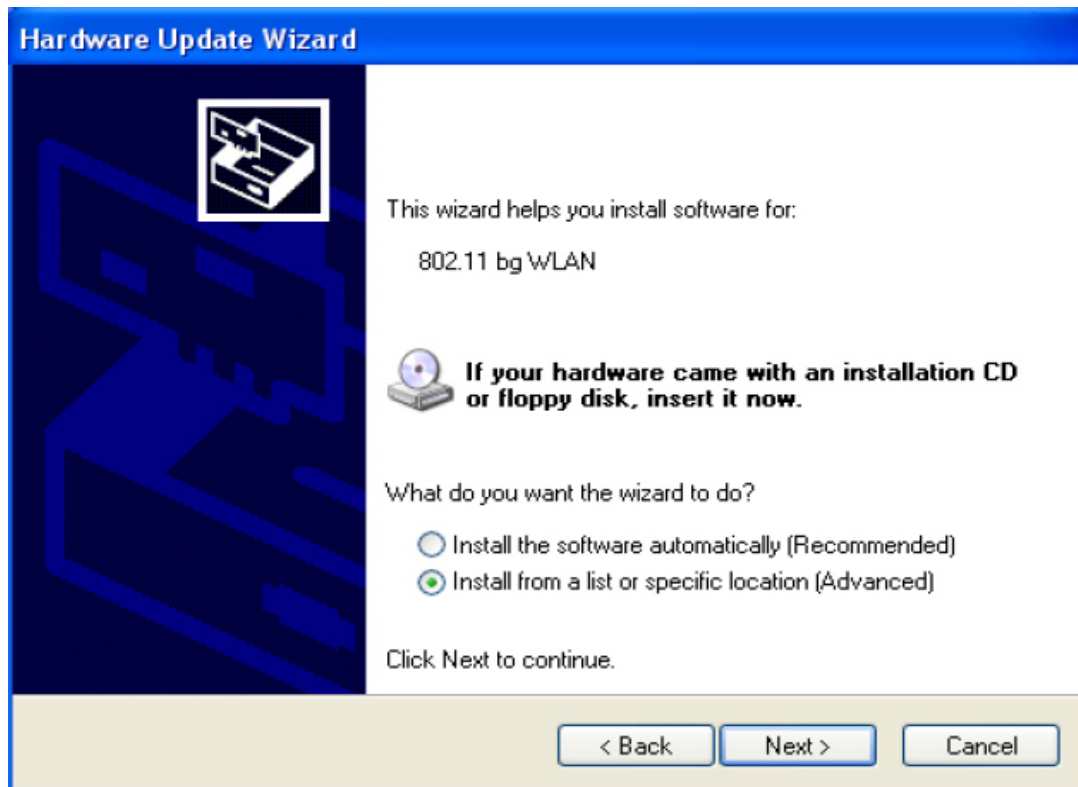 Hardware Update Wizard
This wizard helps you install software for:
802.11 bg WLAN
If your hardware came with an installation CD
or floppy disk, insert it now.
What do you want the wizard to do?
Install the software automatically (Recommended)
Install from a list or specific location (Advanced)
Click Next to continue.
< Back
Next >
Cancel